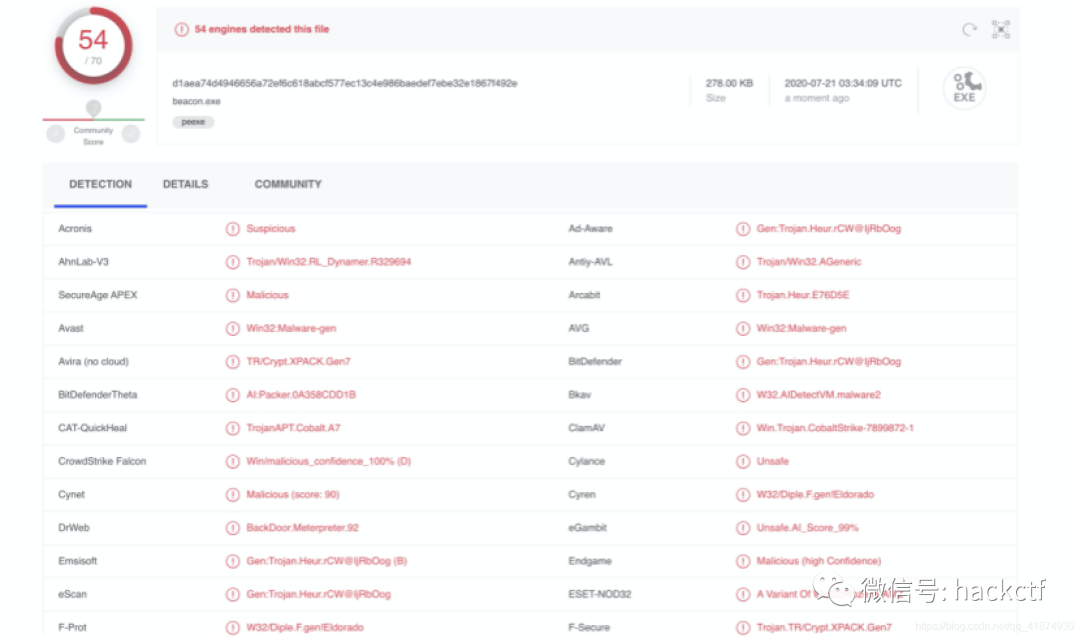 54
/ 70
Community
Score
54 engines detected this file
d1aea74d4946656a72ef6c618abcf577ec13c4e986baedef7ebe32e1867f492e
beacon.exe
peexe
278.00 KB
Size
2020-07-21 03:34:09 UTC
a moment ago
EXE
DETECTION DETAILS COMMUNITY
Acronis Suspicious Ad-Aware Gen:Trojan.Heur.rCW@IjRbOog
AhnLab-V3 Trojan/Win32.RL_Dynamer.R329694 Antiy-AVL Trojan/Win32.AGeneric
SecureAge APEX Malicious Arcabit Trojan.Heur.E76D5E
Avast Win32:Malware-gen AVG Win32:Malware-gen
Avira (no cloud) TR/Crypt.XPACK.Gen7 BitDefender Gen:Trojan.Heur.rCW@IjRbOog
BitDefenderTheta AI:Packer.0A358CDD1B Bkav W32.AIDetectVM.malware2
CAT-QuickHeal TrojanAPT.Cobalt.A7 ClamAV Win.Trojan.CobaltStrike-7899872-1
CrowdStrike Falcon Win/malicious_confidence_100% (D) Cylance Unsafe
Cynet Malicious (score: 90) Cyren W32/Diple.F.gen!Eldorado
DrWeb BackDoor.Meterpreter.92 eGambit Unsafe.AI_Score_99%
Emsisoft Gen:Trojan.Heur.rCW@IjRbOog (B) Endgame Malicious (high Confidence)
eScan Gen:Trojan.Heur.rCW@IjRbOog ESET-NOD32 A Variant Of
F-Prot W32/Diple.F.gen!Eldorado F-Secure Trojan.TR/Crypt.XPACK.Gen7
微信号: hackctf
https://blog.csdn.net/qq_41874930